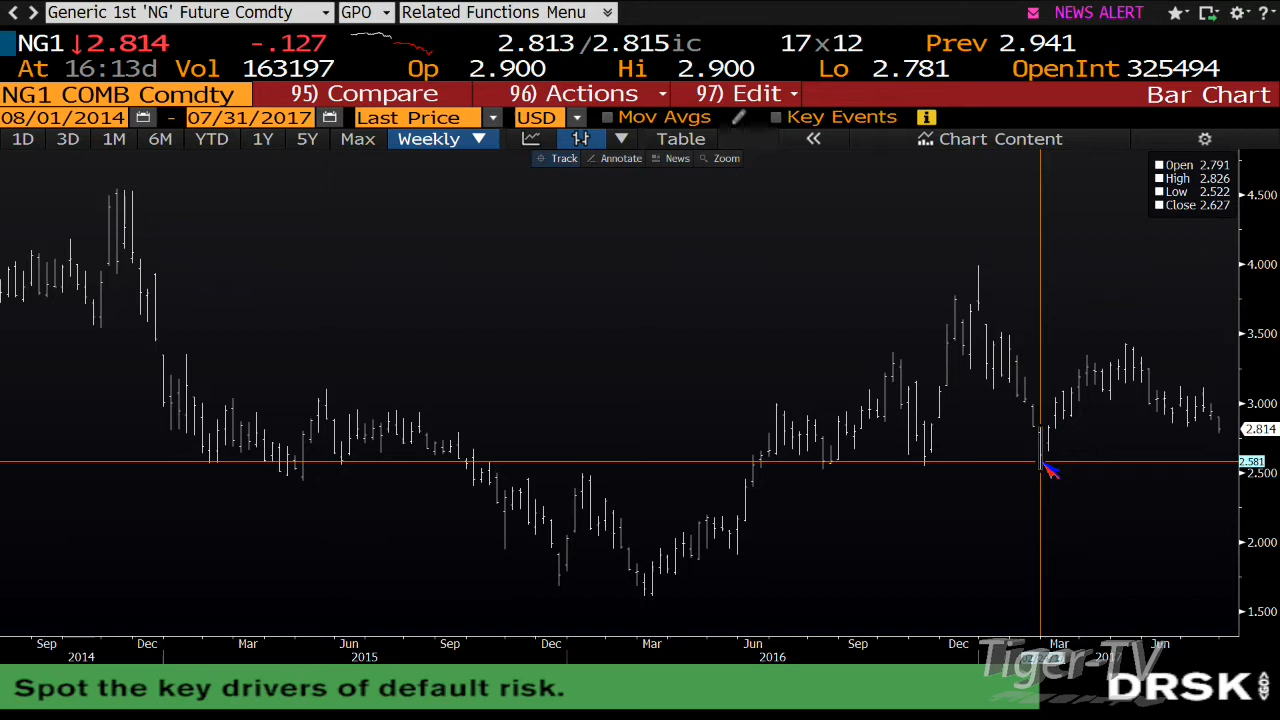 Generic 1st 'NG' Future Comdty GPO Related Functions Menu NEWS ALERT ?
NG1 ↓2.814 -.127 2.813/2.815ic 17x12 Prev 2.941
At 16:13d Vol 163197 Op 2.900 Hi 2.900 Lo 2.781 OpenInt 325494
NG1 COMB Comdty 95) Compare 96) Actions 97) Edit Bar Chart
08/01/2014 - 07/31/2017 Last Price USD Mov Avgs Key Events i
1D 3D 1M 6M YTD 1Y 5Y Max Weekly ▼ Table « Chart Content
Track Annotate News Zoom
Open 2.791
High 2.826
Low 2.522
Close 2.627
4.500
4.000
3.500
3.000
2.814
2.581
2.500
2.000
1.500
Sep Dec Mar Jun Dec Mar 2016 Sep Dec Mar Jun
2014 2015 2016 2017
Tiger-TV
Spot the key drivers of default risk. DRSK <GO>